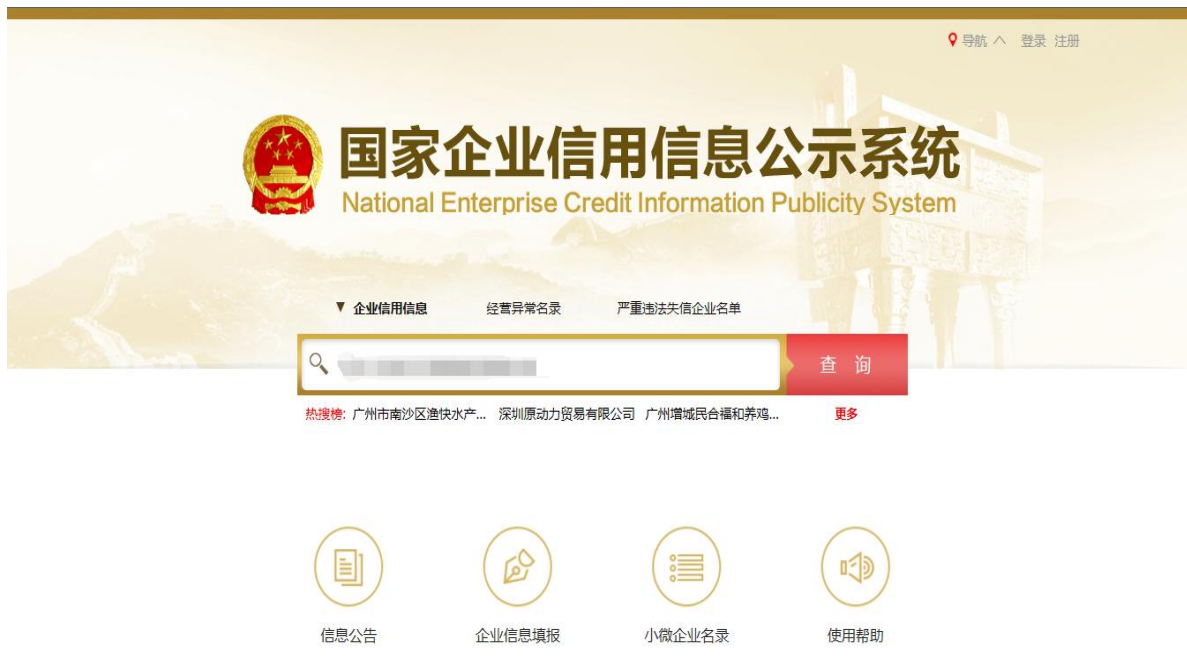 导航 登录 注册
国家企业信用信息公示系统
National Enterprise Credit Information Publicity System
企业信用信息 经营异常名录 严重违法失信企业名单
查 询
热搜榜: 广州市南沙区渔快水产... 深圳原动力贸易有限公司 广州增城民合福和养鸡... 更多
信息公告 企业信息填报 小微企业名录 使用帮助